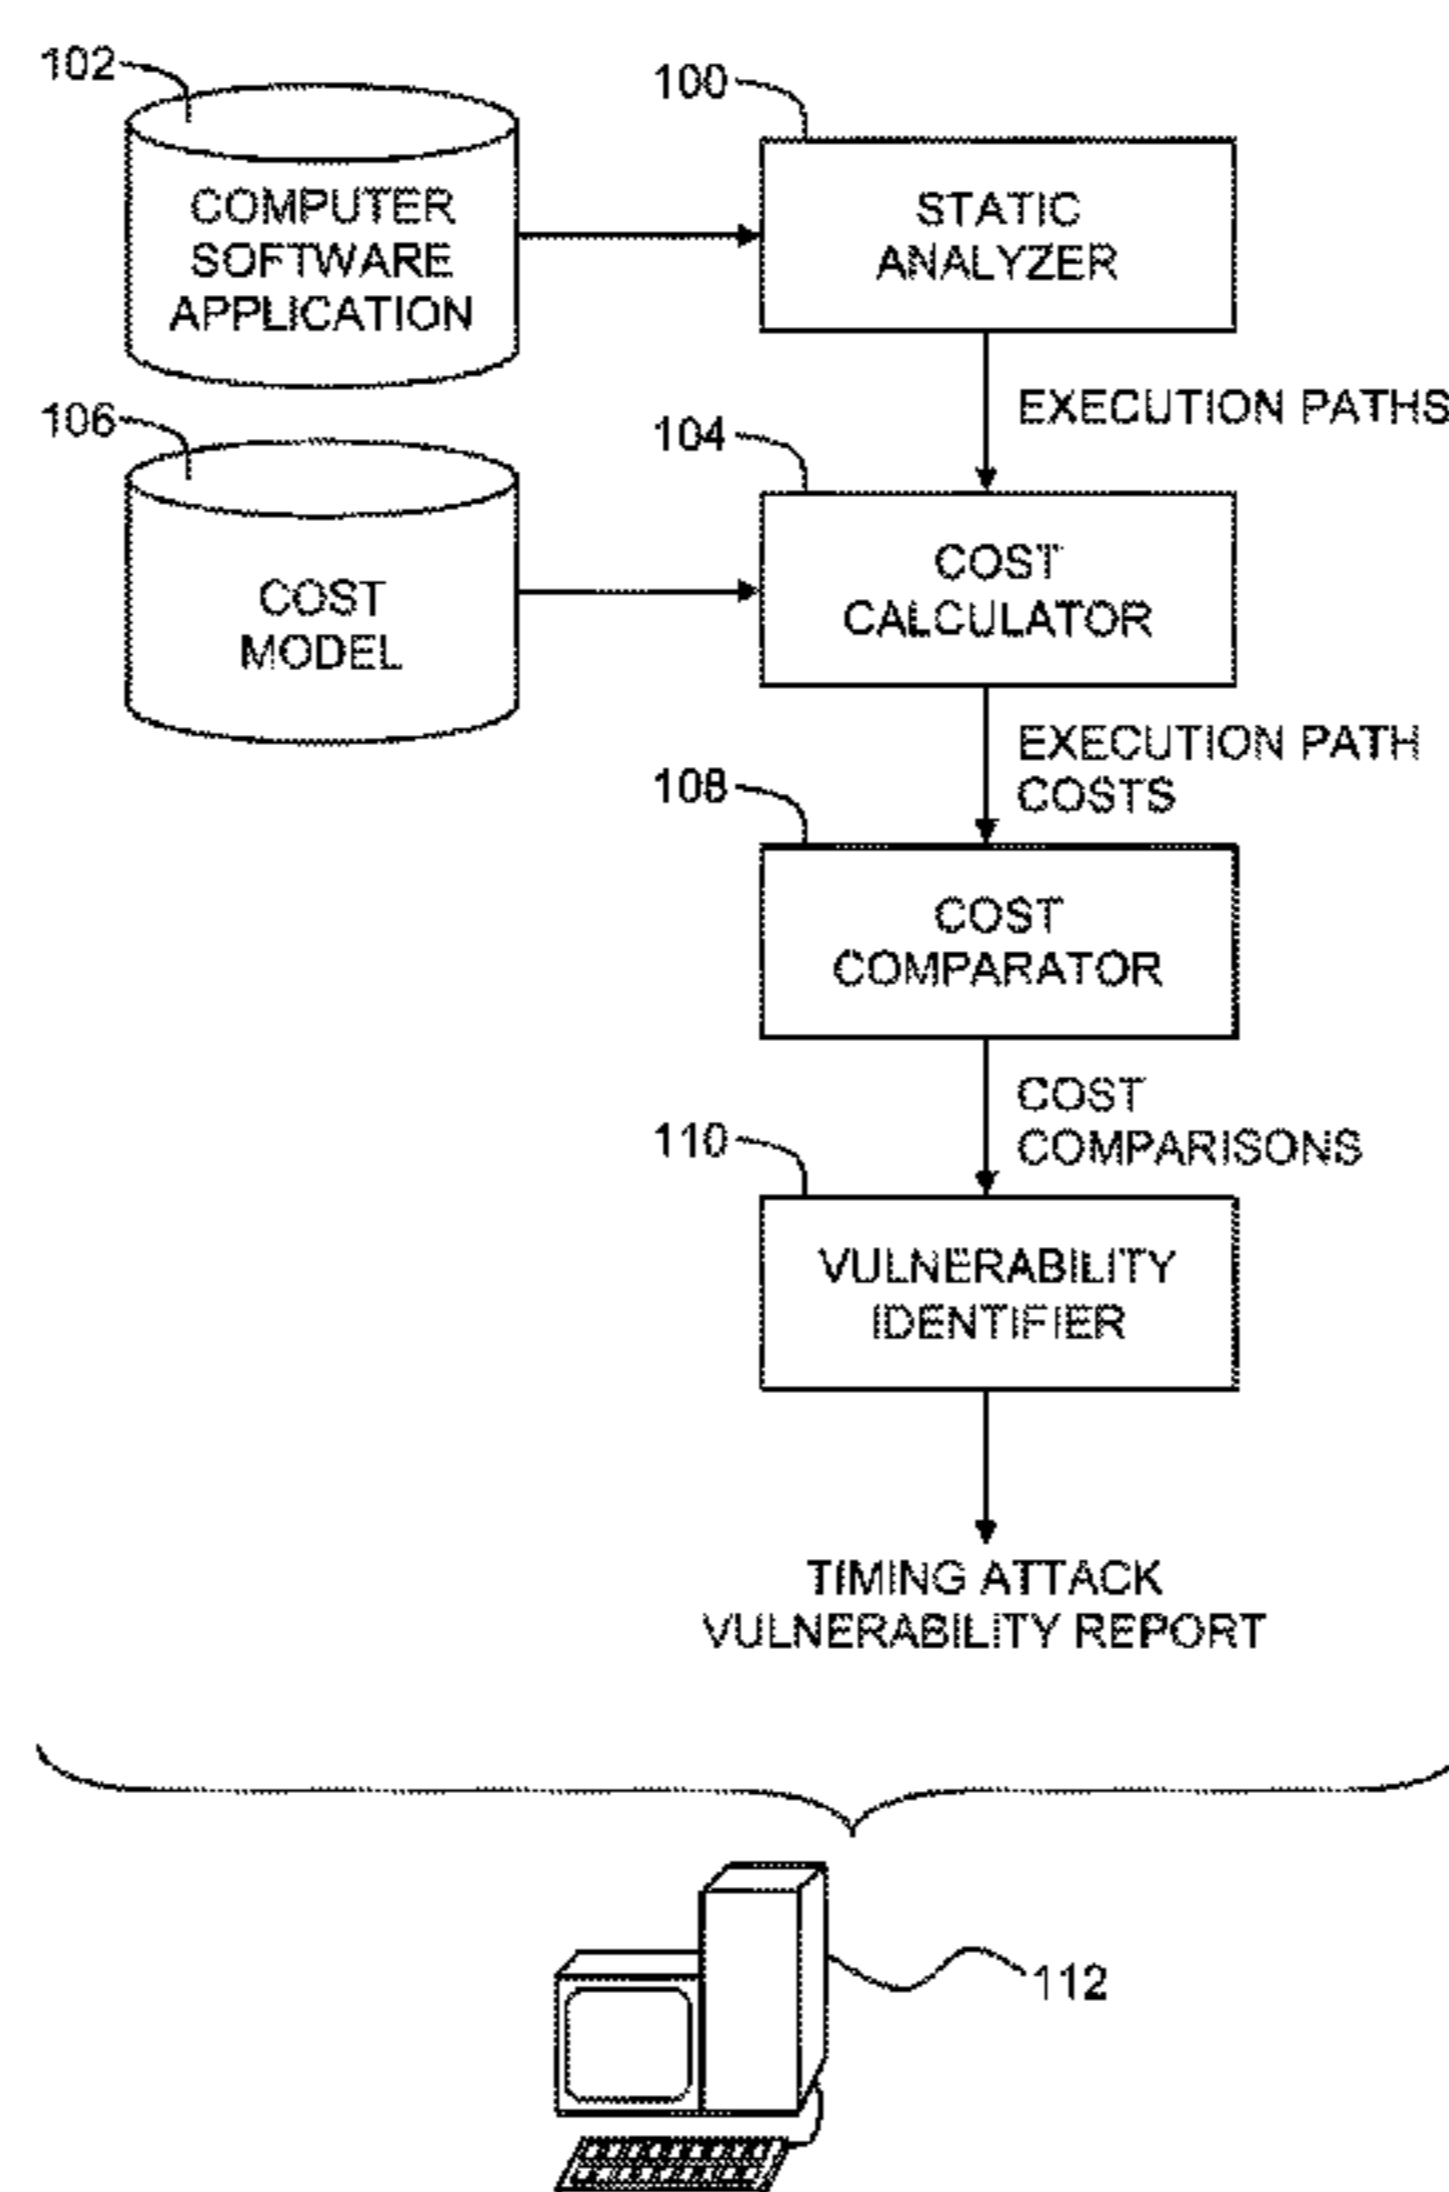 102
100
COMPUTER
SOFTWARE
APPLICATION
STATIC
ANALYZER
EXECUTION PATHS
106
104
COST
MODEL
COST
CALCULATOR
EXECUTION PATH
COSTS
108
COST
COMPARATOR
COST
COMPARISONS
110
VULNERABILITY
IDENTIFIER
TIMING ATTACK
VULNERABILITY REPORT
112